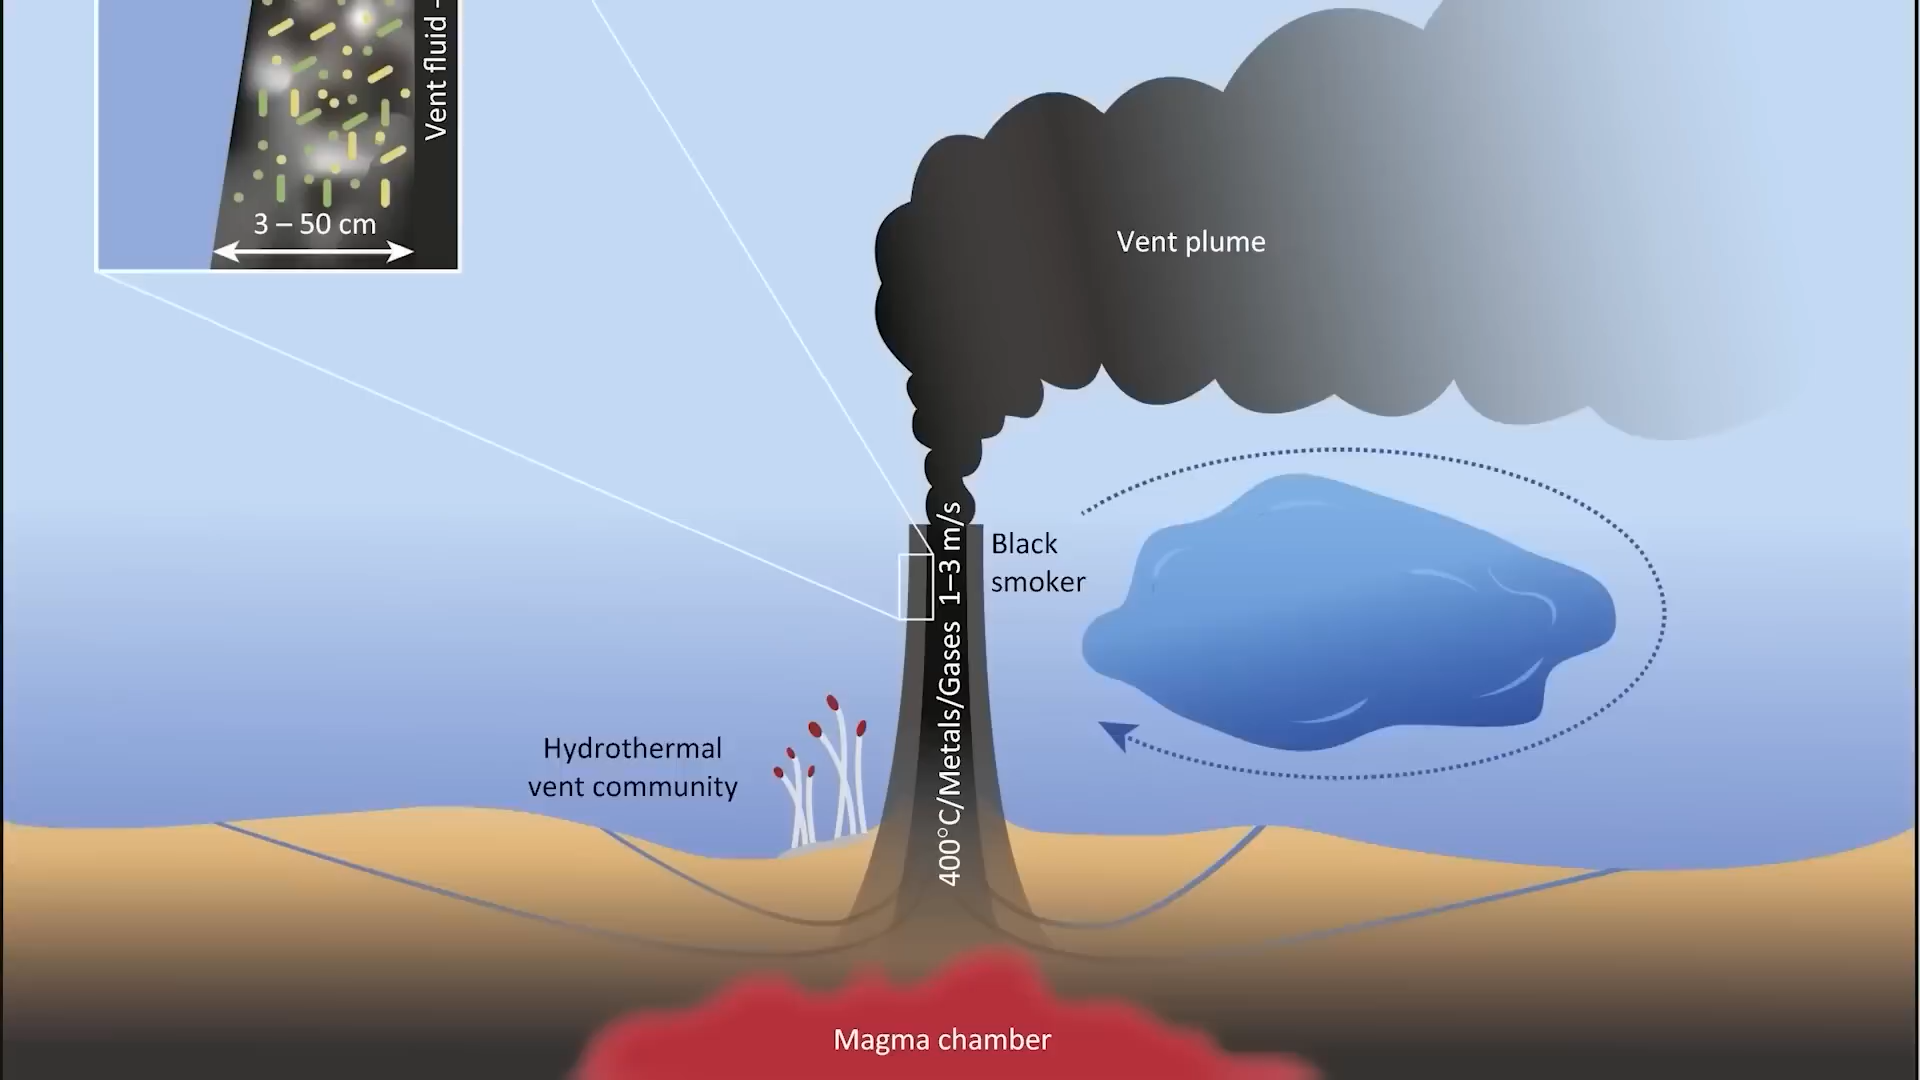 Vent fluid –
3 – 50 cm
Vent plume
Black
smoker
400°C/Metals/Gases 1–3 m/s
Hydrothermal
vent community
Magma chamber